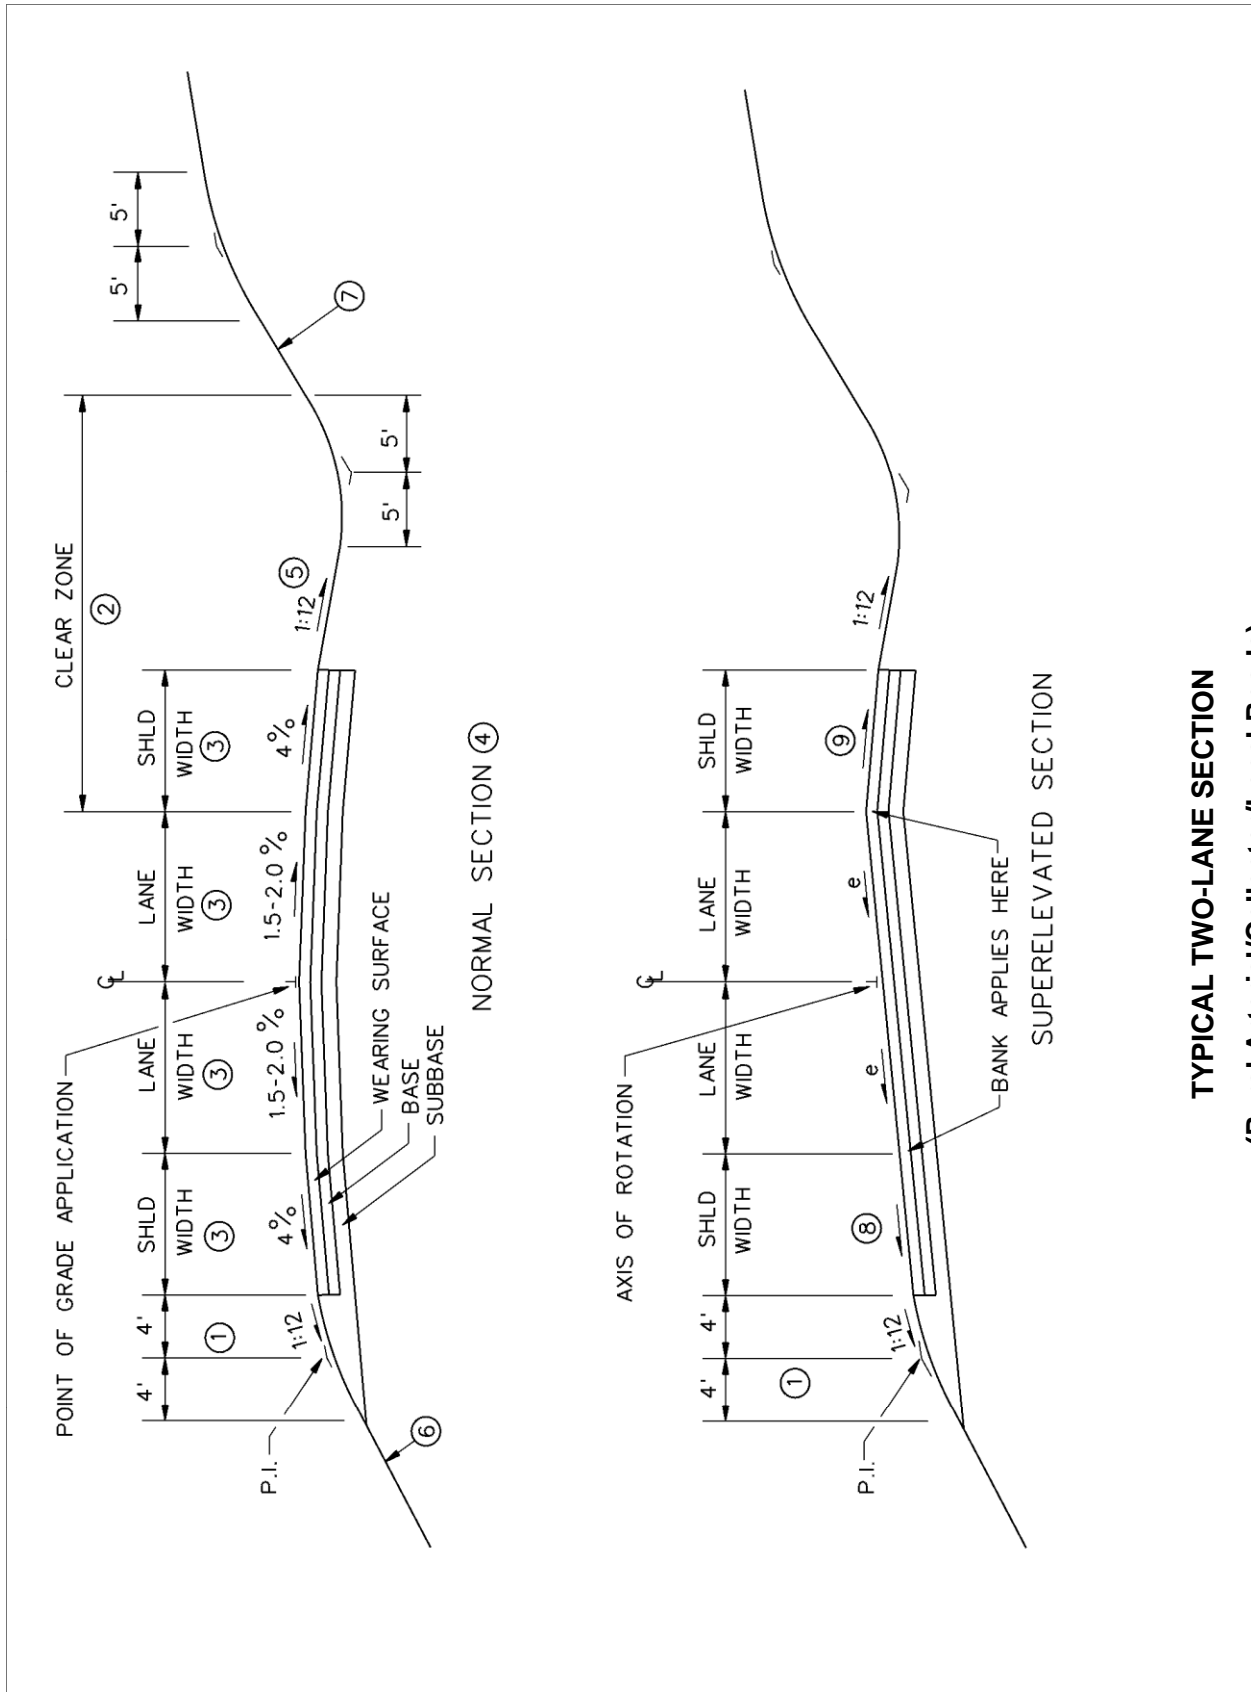 POINT OF GRADE APPLICATION
CLEAR ZONE
②
℄
4'
4'
SHLD
WIDTH
③
LANE
WIDTH
③
LANE
WIDTH
③
SHLD
WIDTH
③
5'
5'
①
1:12
4%
1.5-2.0 %
1.5-2.0 %
4%
1:12
⑤
P.I.
⑦
5'
5'
⑥
WEARING SURFACE
BASE
SUBBASE
NORMAL SECTION ④
AXIS OF ROTATION
℄
4'
4'
SHLD
WIDTH
LANE
WIDTH
LANE
WIDTH
SHLD
WIDTH
①
1:12
⑧
e
e
⑨
1:12
P.I.
BANK APPLIES HERE
SUPERELEVATED SECTION
TYPICAL TWO-LANE SECTION